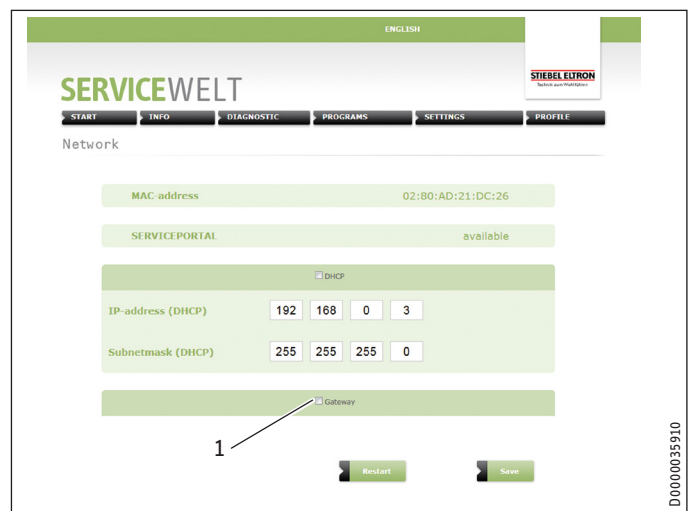 ENGLISH
STIEBEL ELTRON
Technik zum Wohlfühlen
SERVICEWELT
START INFO DIAGNOSTIC PROGRAMS SETTINGS PROFILE
Network
MAC-address 02:80:AD:21:DC:26
SERVICEPORTAL available
DHCP
IP-address (DHCP) 192 168 0 3
Subnetmask (DHCP) 255 255 255 0
Gateway
1
Restart Save
D0000035910